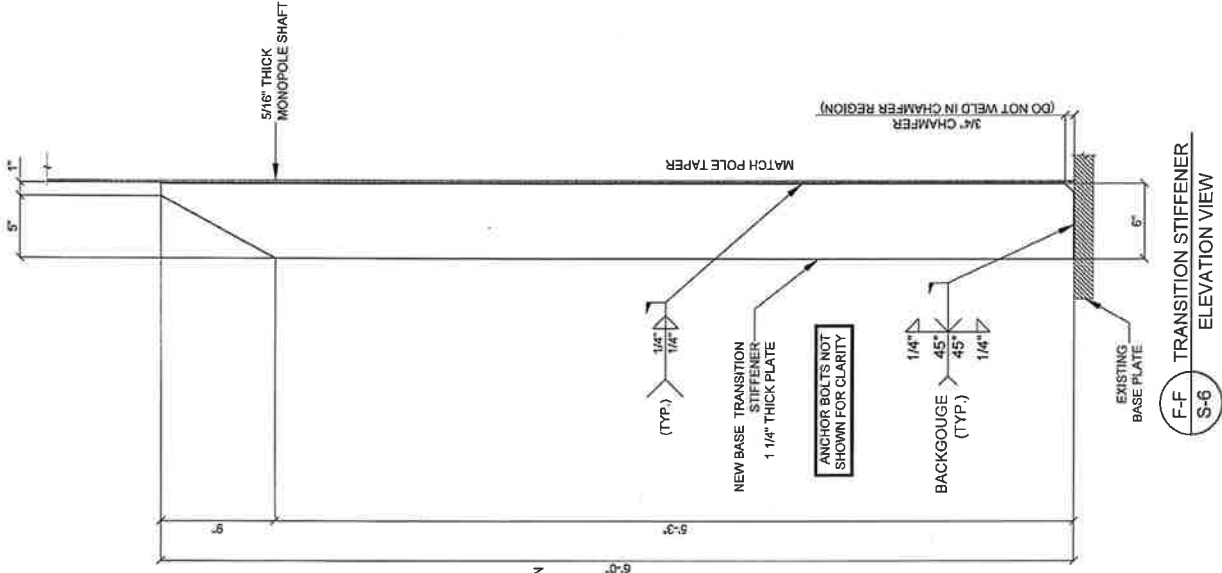 5"
1"
5/16" THICK
MONOPOLE SHAFT
MATCH POLE TAPER
3/4" CHAMFER
(DO NOT WELD IN CHAMFER REGION)
(TYP.)
1/4"
1/4"
NEW BASE TRANSITION
STIFFENER
1 1/4" THICK PLATE
ANCHOR BOLTS NOT
SHOWN FOR CLARITY
BACKGOUGE
(TYP.)
1/4"
45°
45°
1/4"
6"
9"
5'-3"
6'-0"
N
EXISTING
BASE PLATE
F-F
S-6
TRANSITION STIFFENER
ELEVATION VIEW